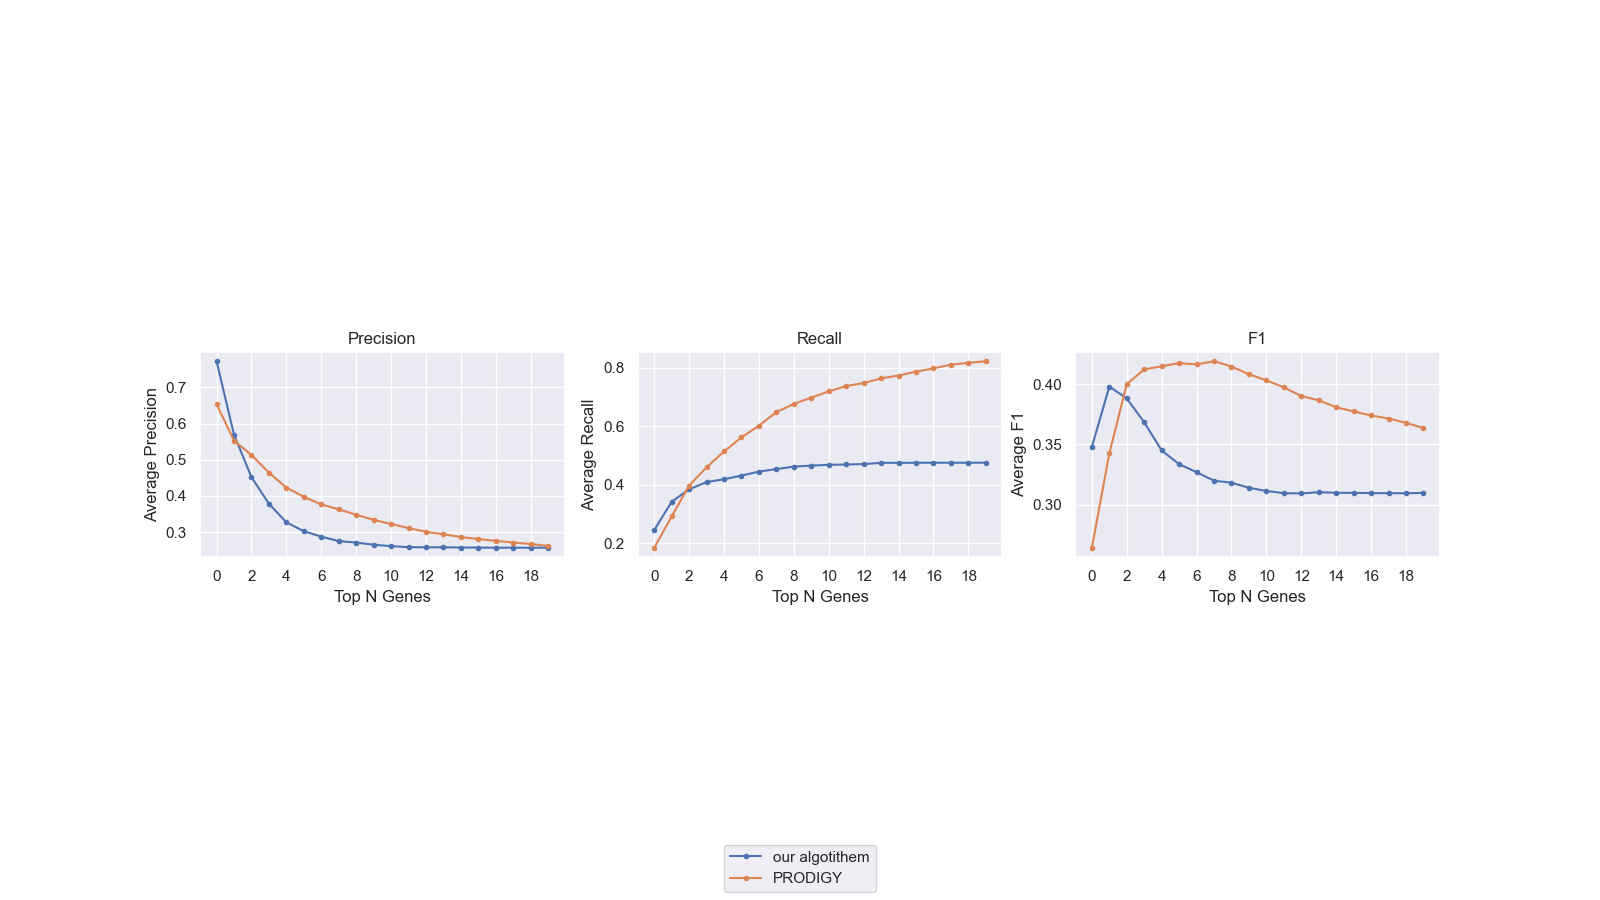 Precision
Recall
F1
Average Precision
0.7
0.6
0.5
0.4
0.3
0 2 4 6 8 10 12 14 16 18
Top N Genes
Average Recall
0.8
0.6
0.4
0.2
0 2 4 6 8 10 12 14 16 18
Top N Genes
Average F1
0.40
0.35
0.30
0 2 4 6 8 10 12 14 16 18
Top N Genes
our algotithem
PRODIGY